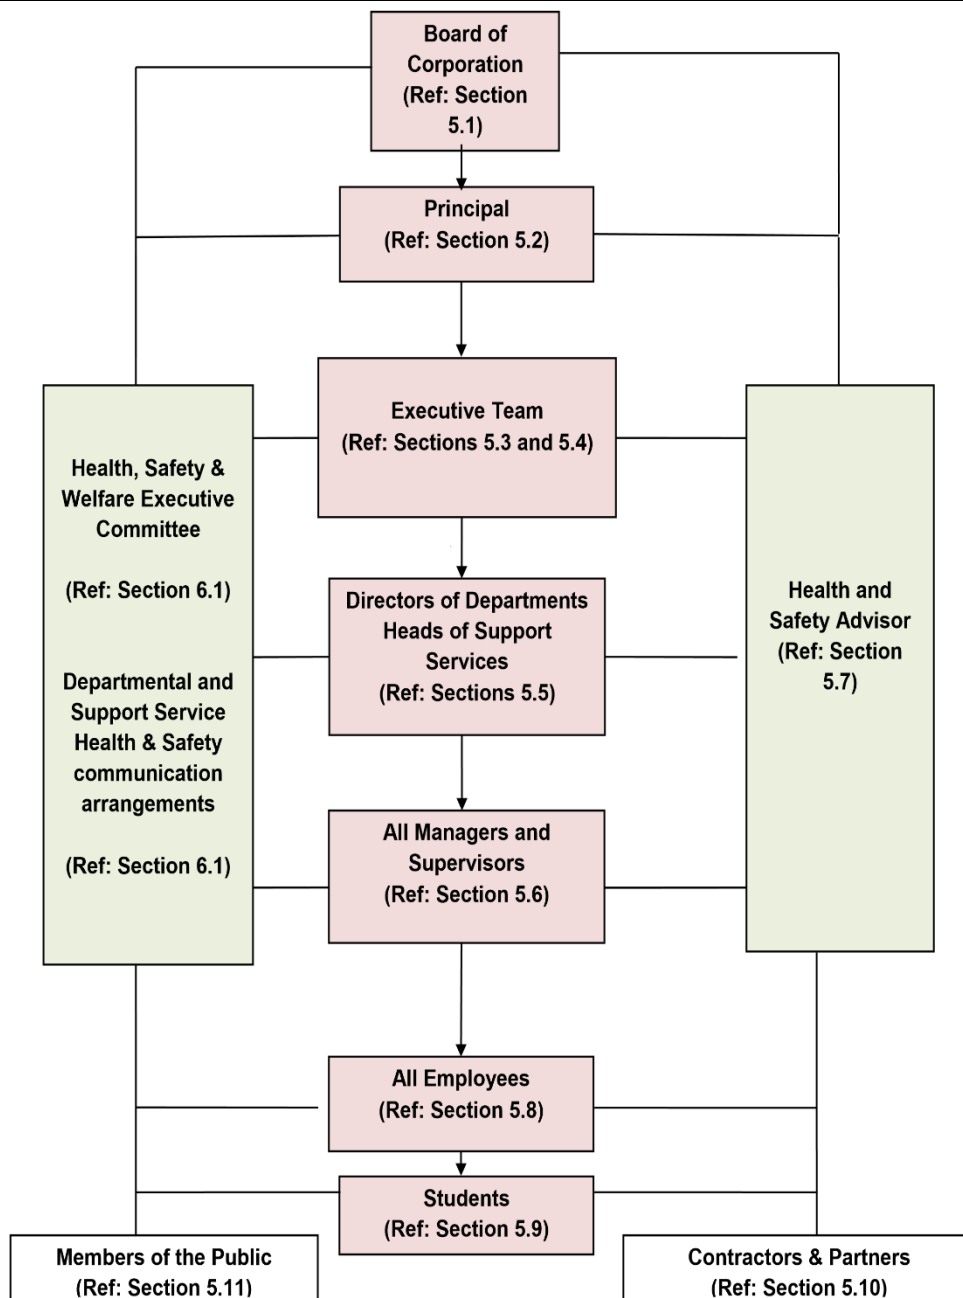 Board of
Corporation
(Ref: Section
5.1)
Principal
(Ref: Section 5.2)
Executive Team
(Ref: Sections 5.3 and 5.4)
Health, Safety &
Welfare Executive
Committee
(Ref: Section 6.1)
Departmental and
Support Service
Health & Safety
communication
arrangements
(Ref: Section 6.1)
Directors of Departments
Heads of Support
Services
(Ref: Sections 5.5)
Health and
Safety Advisor
(Ref: Section
5.7)
All Managers and
Supervisors
(Ref: Section 5.6)
All Employees
(Ref: Section 5.8)
Students
(Ref: Section 5.9)
Members of the Public
(Ref: Section 5.11)
Contractors & Partners
(Ref: Section 5.10)